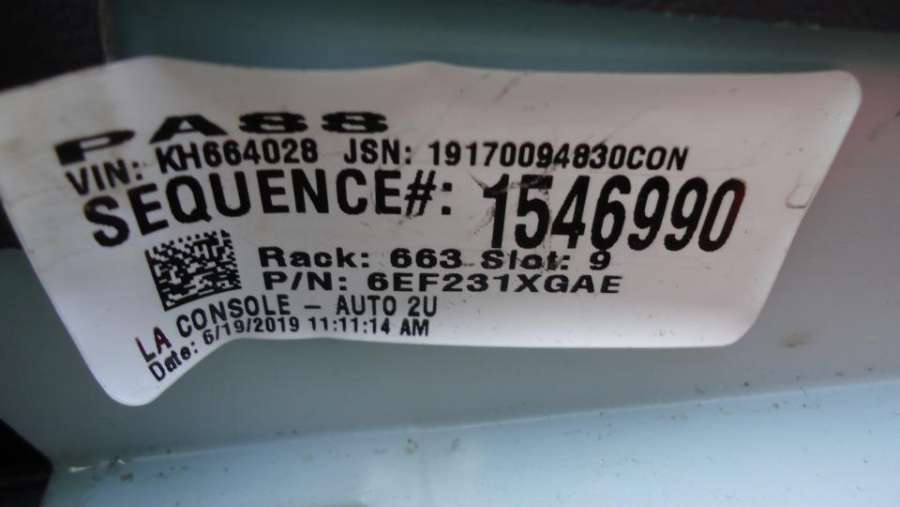 PASS
VIN: KH664028 JSN: 19170094830CON
SEQUENCE#: 1546990
Rack: 663 Slot: 9
P/N: 6EF231XGAE
LA CONSOLE - AUTO 2U
Date: 6/19/2019 11:11:14 AM